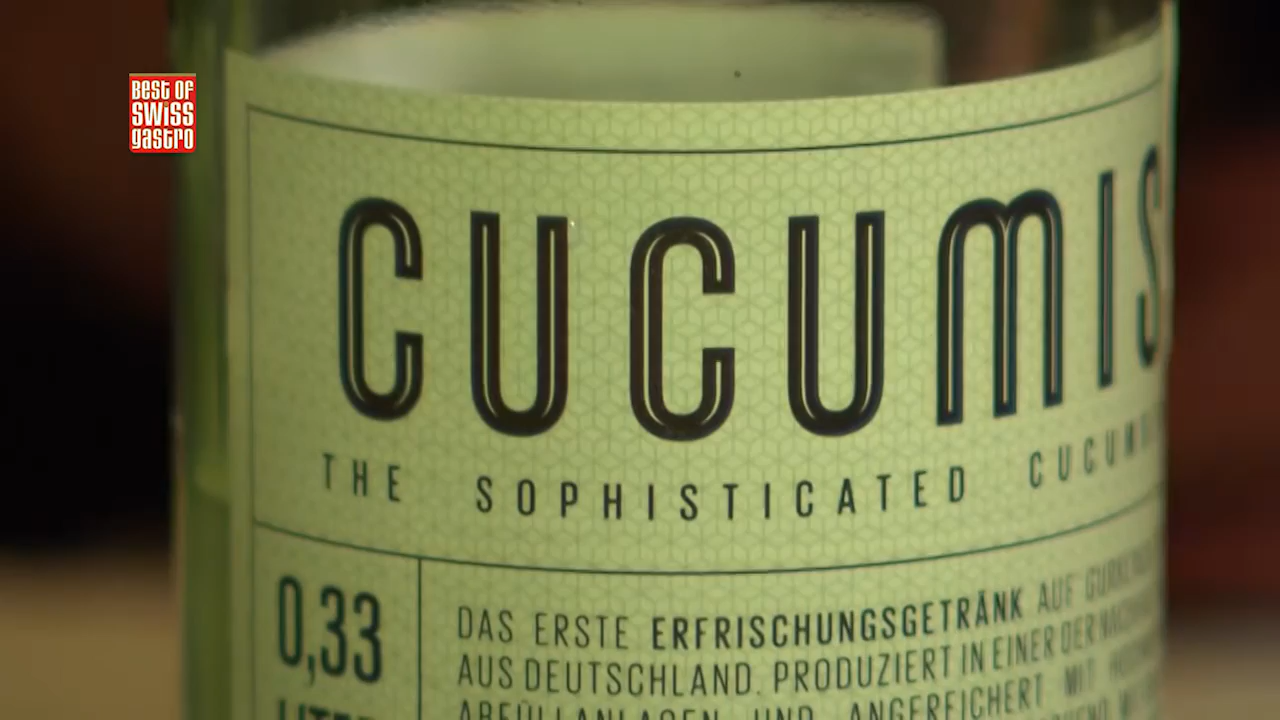 BEST OF
SWISS
gastro
CUCUMIS
THE SOPHISTICATED
0,33
DAS ERSTE ERFRISCHUNGSGETRÄNK AUF
AUS DEUTSCHLAND. PRODUZIERT IN EINER DER
ABFÜLLANLAGEN UND ANGEREICHERT MIT